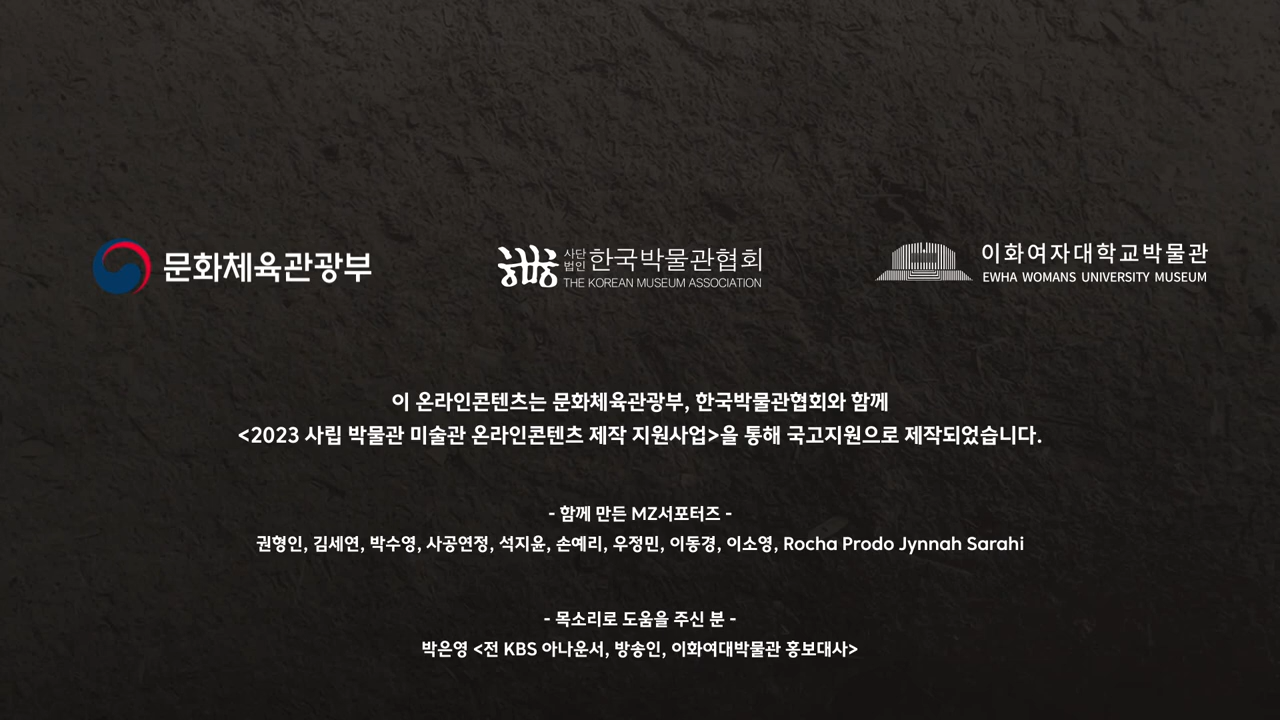 문화체육관광부
사단법인 한국박물관협회
THE KOREAN MUSEUM ASSOCIATION
이화여자대학교박물관
EWHA WOMANS UNIVERSITY MUSEUM
이 온라인콘텐츠는 문화체육관광부, 한국박물관협회와 함께
<2023 사립 박물관 미술관 온라인콘텐츠 제작 지원사업>을 통해 국고지원으로 제작되었습니다.
- 함께 만든 MZ서포터즈 -
권형인, 김세연, 박수영, 사공연정, 석지윤, 손예리, 우정민, 이동경, 이소영, Rocha Prodo Jynnah Sarahi
- 목소리로 도움을 주신 분 -
박은영 <전 KBS 아나운서, 방송인, 이화여대박물관 홍보대사>